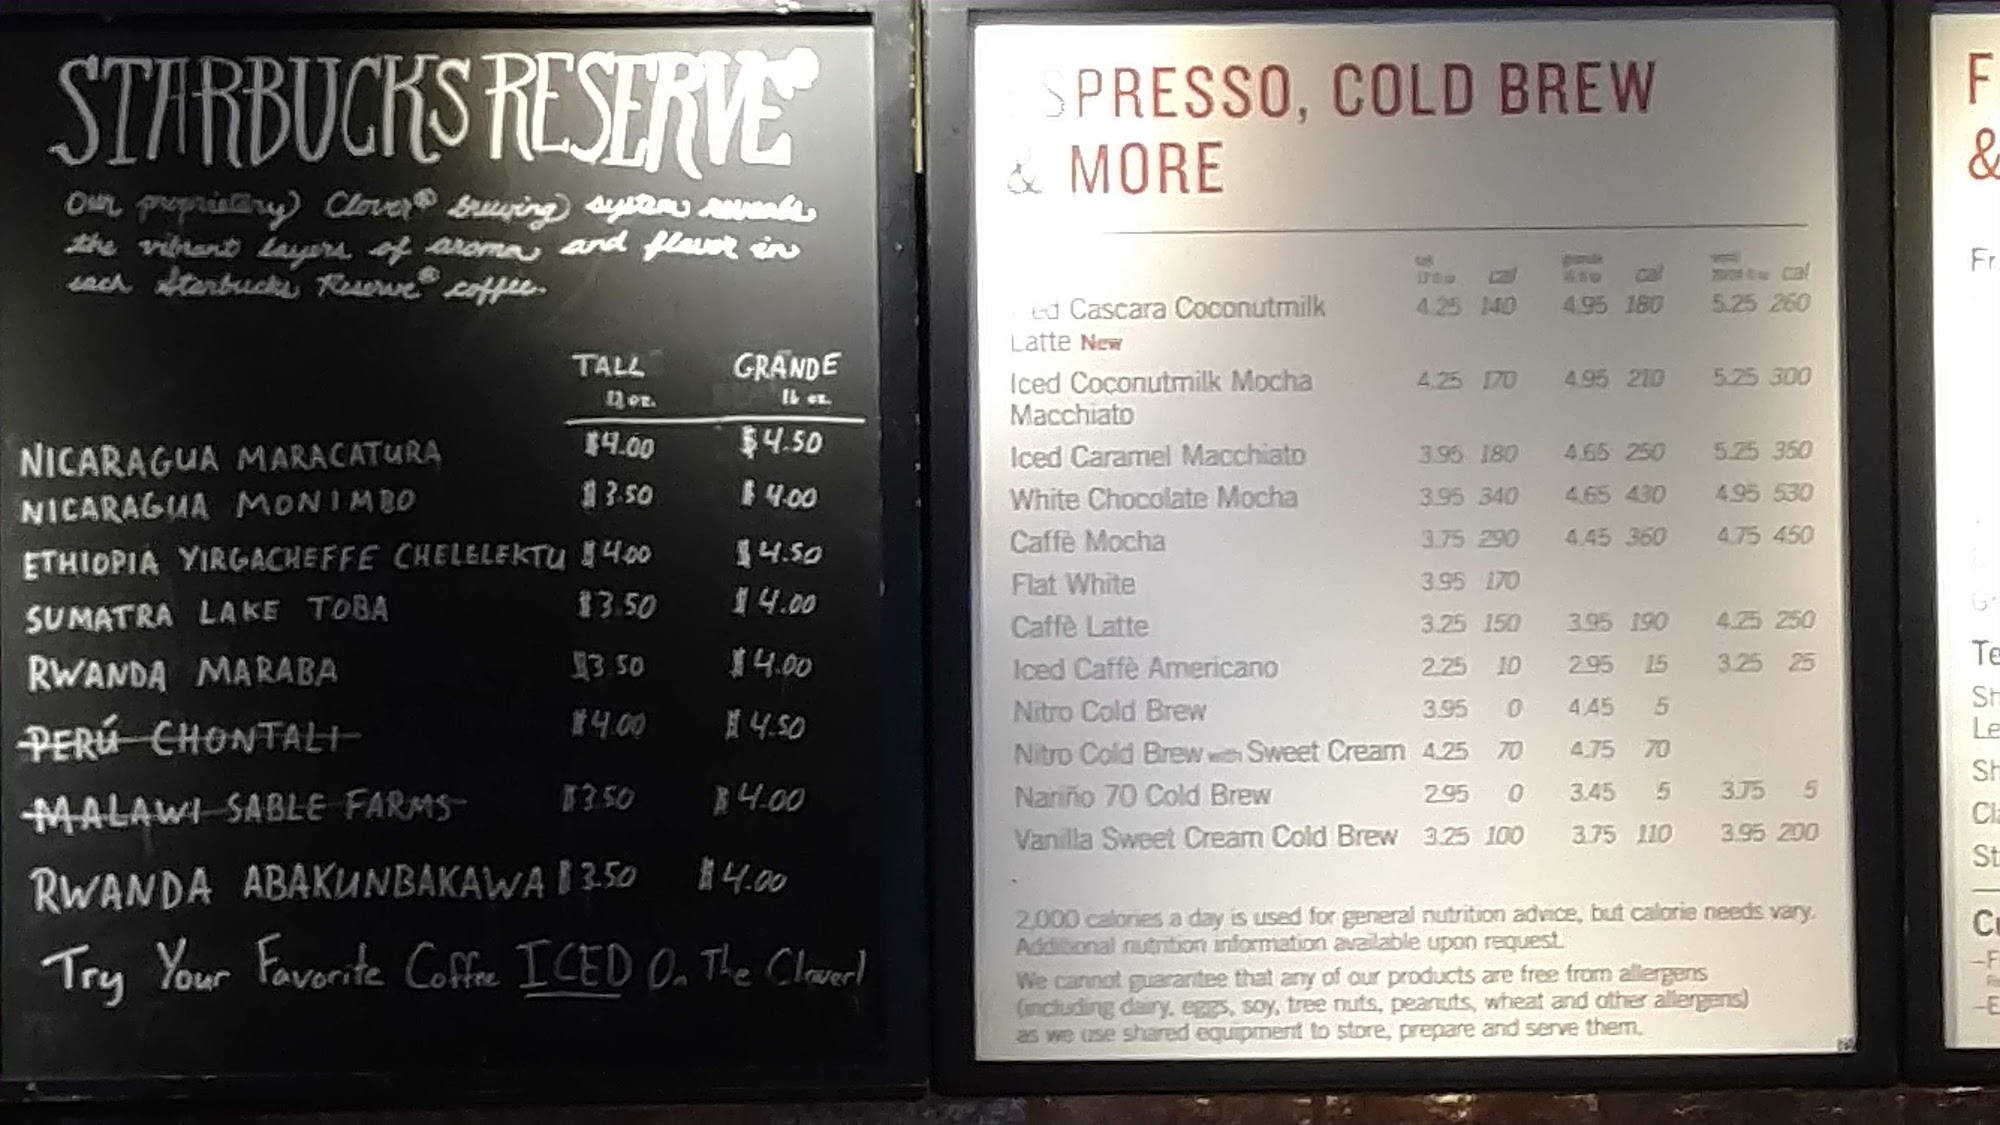 STARBUCKS RESERVE
Our proprietary Clover® brewing system reveals
the vibrant layers of aroma and flavor in
each Starbucks Reserve® coffee.
TALL GRANDE
12 oz. 16 oz.
NICARAGUA MARACATURA $4.00 $4.50
NICARAGUA MONIMBO $3.50 $4.00
ETHIOPIA YIRGACHEFFE CHELELEKTU $4.00 $4.50
SUMATRA LAKE TOBA $3.50 $4.00
RWANDA MARABA $3.50 $4.00
PERÚ CHONTALI $4.00 $4.50
MALAWI SABLE FARMS $3.50 $4.00
RWANDA ABAKUNBAKAWA $3.50 $4.00
Try Your Favorite Coffee ICED On The Clover!
SPRESSO, COLD BREW
& MORE
cal cal cal
ed Cascara Coconutmilk 4.25 140 4.95 180 5.25 260
Latte New
Iced Coconutmilk Mocha 4.25 170 4.95 210 5.25 300
Macchiato
Iced Caramel Macchiato 3.95 180 4.65 250 5.25 350
White Chocolate Mocha 3.95 340 4.65 430 4.95 530
Caffè Mocha 3.75 290 4.45 360 4.75 450
Flat White 3.95 170
Caffè Latte 3.25 150 3.95 190 4.25 250
Iced Caffè Americano 2.25 10 2.95 15 3.25 25
Nitro Cold Brew 3.95 0 4.45 5
Nitro Cold Brew with Sweet Cream 4.25 70 4.75 70
Nariño 70 Cold Brew 2.95 0 3.45 5 3.75 5
Vanilla Sweet Cream Cold Brew 3.25 100 3.75 110 3.95 200
2,000 calories a day is used for general nutrition advice, but calorie needs vary.
Additional nutrition information available upon request.
We cannot guarantee that any of our products are free from allergens
(including dairy, eggs, soy, tree nuts, peanuts, wheat and other allergens)
as we use shared equipment to store, prepare and serve them.
F
&
Fr
Te
Sh
Le
Sh
Cl
St